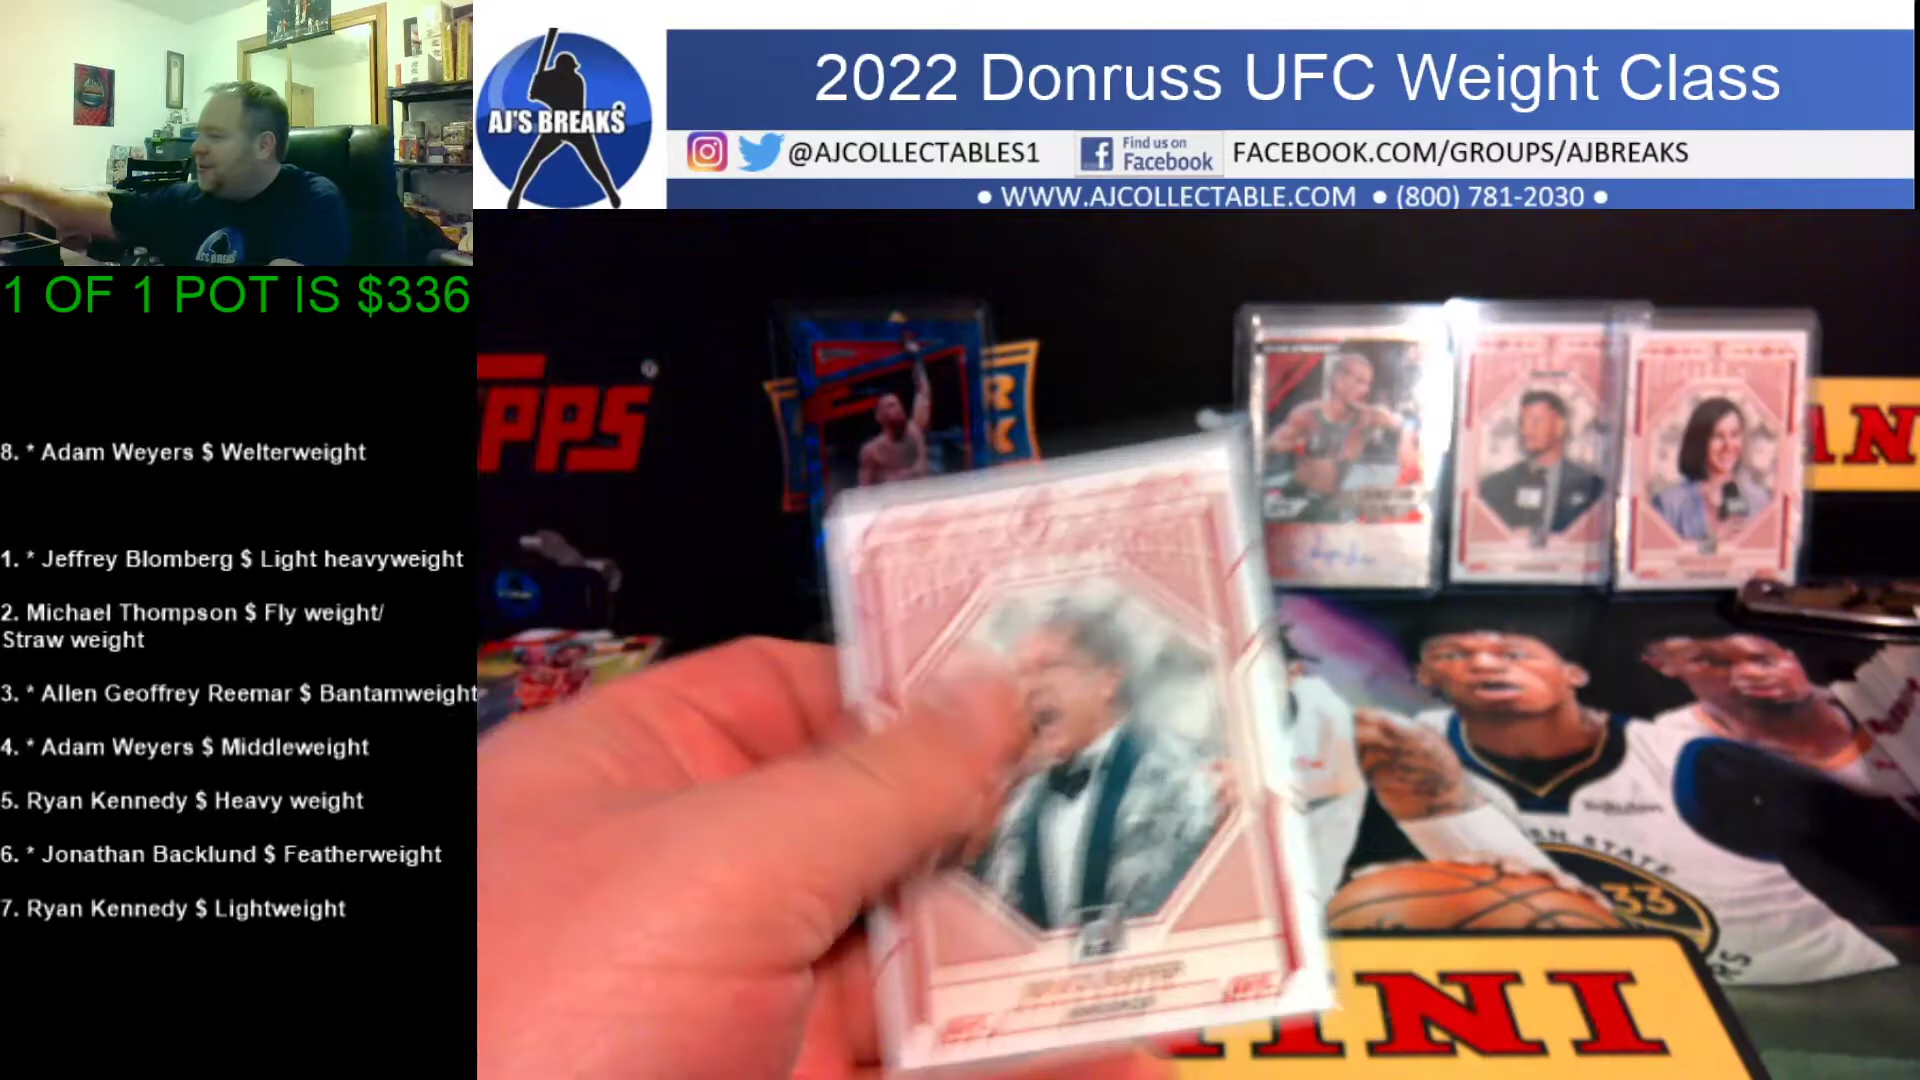 2022 Donruss UFC Weight Class
AJ'S BREAKS
@AJCOLLECTABLES1
Find us on
Facebook
FACEBOOK.COM/GROUPS/AJBREAKS
● WWW.AJCOLLECTABLE.COM ● (800) 781-2030 ●
1 OF 1 POT IS $336
8. * Adam Weyers $ Welterweight
1. * Jeffrey Blomberg $ Light heavyweight
2. Michael Thompson $ Fly weight/
Straw weight
3. * Allen Geoffrey Reemar $ Bantamweight
4. * Adam Weyers $ Middleweight
5. Ryan Kennedy $ Heavy weight
6. * Jonathan Backlund $ Featherweight
7. Ryan Kennedy $ Lightweight
PPS
ANI
33
INI